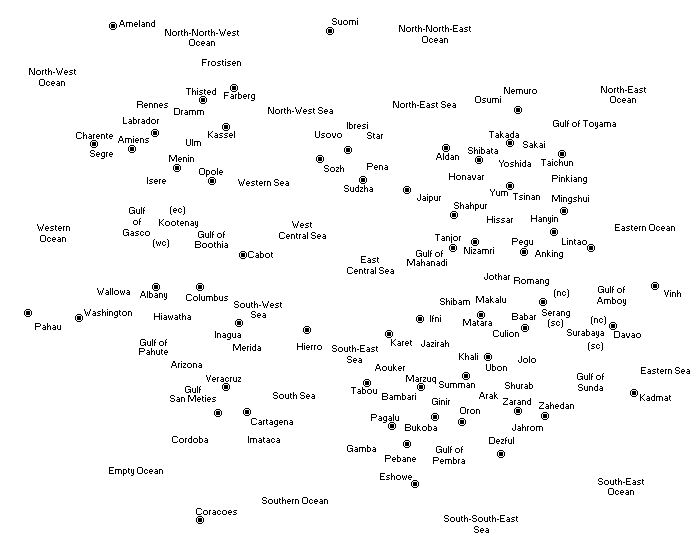 Ameland
Suomi
North-North-West
Ocean
North-North-East
Ocean
Frostisen
North-West
Ocean
Thisted
Farberg
Nemuro
North-East
Ocean
Osumi
Rennes
Dramm
North-West Sea
North-East Sea
Labrador
Ibresi
Gulf of Toyama
Charente
Amiens
Kassel
Usovo
Star
Takada
Ulm
Sakai
Segre
Aldan
Shibata
Menin
Sozh
Pena
Yoshida
Taichun
Opole
Honavar
Isere
Western Sea
Sudzha
Pinkiang
Jaipur
Yum
Tsinan
Mingshui
Shahpur
Gulf
of
Gasco
(ec)
Kootenay
(wc)
Hissar
Hanyin
Western
Ocean
Gulf of
Boothia
West
Central Sea
Eastern Ocean
Tanjor
Nizamri
Pegu
Lintao
Cabot
Gulf of
Mahanadi
Anking
East
Central Sea
Jothar
Romang
Wallowa
Albany
Columbus
(nc)
Gulf of
Amboy
Vinh
South-West
Sea
Shibam
Makalu
Serang
(sc)
Pahau
Washington
Hiawatha
Ifni
Matara
Babar
(nc)
Surabaya
(sc)
Davao
Culion
Inagua
Gulf of
Pahute
Merida
Hierro
South-East
Sea
Karet
Jazirah
Khali
Jolo
Arizona
Aouker
Ubon
Eastern Sea
Veracruz
Marzuq
Summan
Gulf of
Sunda
Gulf
San Meties
South Sea
Tabou
Bambari
Shurab
Arak
Kadmat
Ginir
Zarand
Zahedan
Oron
Cartagena
Pagalu
Bukoba
Jahrom
Cordoba
Imataca
Gamba
Pebane
Gulf of
Pembra
Dezful
Empty Ocean
Eshowe
South-East
Ocean
Southern Ocean
Coracoes
South-South-East
Sea